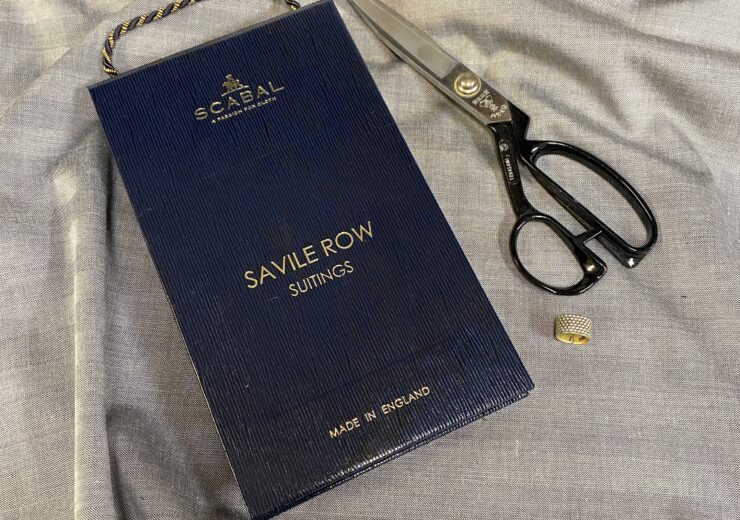 SCABAL
A PASSION FOR CLOTH
SAVILE ROW
SUITINGS
MADE IN ENGLAND